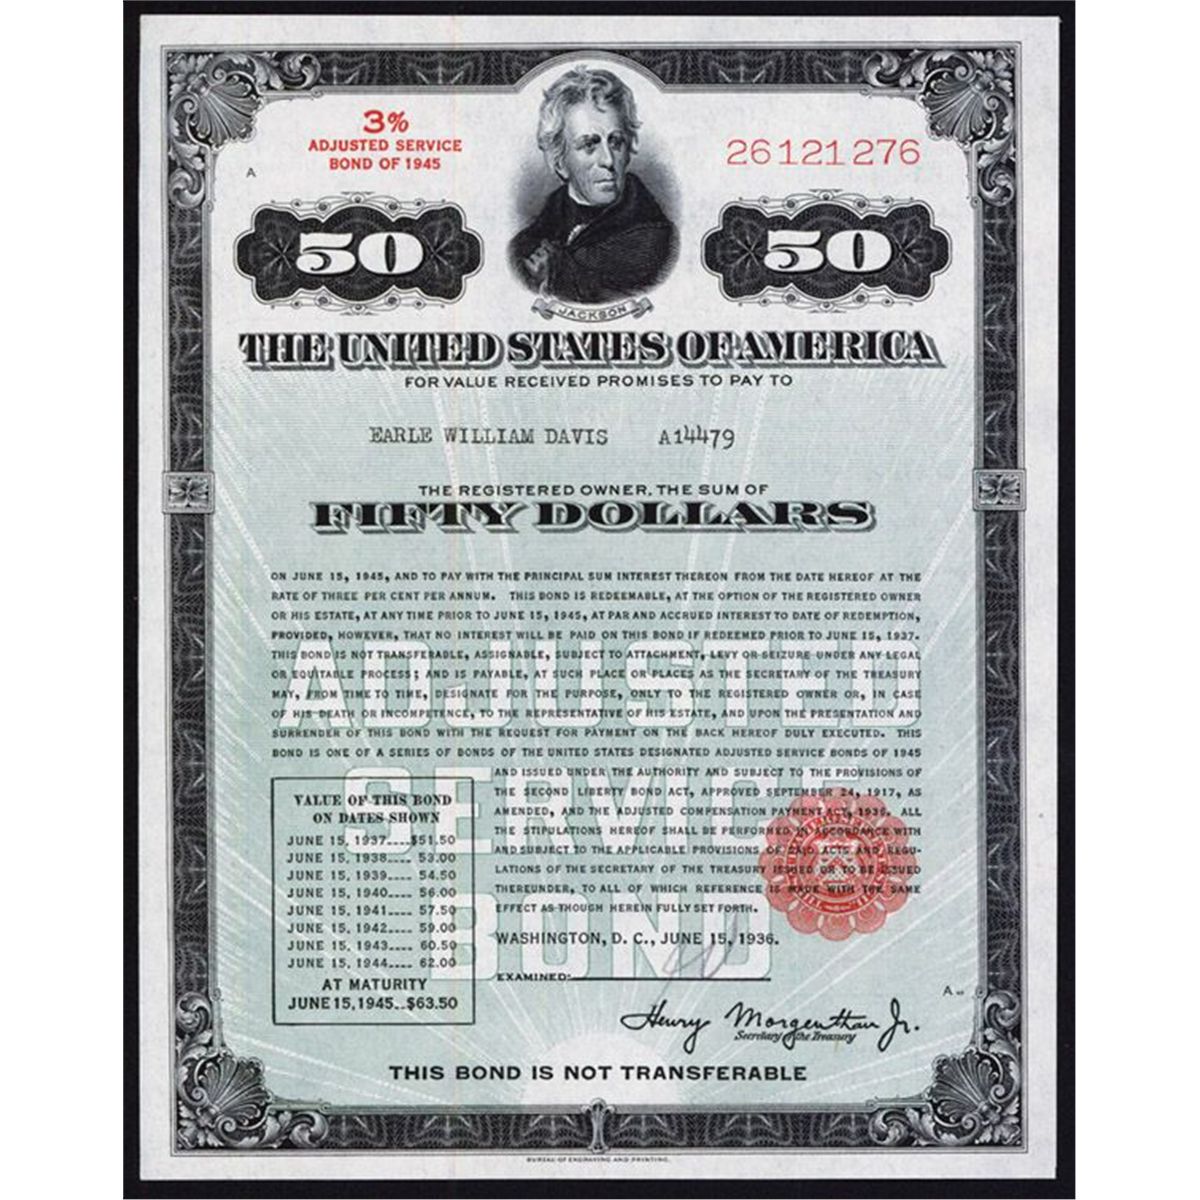 3%
ADJUSTED SERVICE
BOND OF 1945
26121276
A
50
50
JACKSON
THE UNITED STATES OF AMERICA
FOR VALUE RECEIVED PROMISES TO PAY TO
EARLE WILLIAM DAVIS A14479
THE REGISTERED OWNER, THE SUM OF
FIFTY DOLLARS
ON JUNE 15, 1945, AND TO PAY WITH THE PRINCIPAL SUM INTEREST THEREON FROM THE DATE HEREOF AT THE
RATE OF THREE PER CENT PER ANNUM. THIS BOND IS REDEEMABLE, AT THE OPTION OF THE REGISTERED OWNER
OR HIS ESTATE, AT ANY TIME PRIOR TO JUNE 15, 1945, AT PAR AND ACCRUED INTEREST TO DATE OF REDEMPTION,
PROVIDED, HOWEVER, THAT NO INTEREST WILL BE PAID ON THIS BOND IF REDEEMED PRIOR TO JUNE 15, 1937.
THIS BOND IS NOT TRANSFERABLE, ASSIGNABLE, SUBJECT TO ATTACHMENT, LEVY OR SEIZURE UNDER ANY LEGAL
OR EQUITABLE PROCESS; AND IS PAYABLE, AT SUCH PLACE OR PLACES AS THE SECRETARY OF THE TREASURY
MAY, FROM TIME TO TIME, DESIGNATE FOR THE PURPOSE, ONLY TO THE REGISTERED OWNER OR, IN CASE
OF HIS DEATH OR INCOMPETENCE, TO THE REPRESENTATIVE OF HIS ESTATE, AND UPON THE PRESENTATION AND
SURRENDER OF THIS BOND WITH THE REQUEST FOR PAYMENT ON THE BACK HEREOF DULY EXECUTED. THIS
BOND IS ONE OF A SERIES OF BONDS OF THE UNITED STATES DESIGNATED ADJUSTED SERVICE BONDS OF 1945
AND ISSUED UNDER THE AUTHORITY AND SUBJECT TO THE PROVISIONS OF
THE SECOND LIBERTY BOND ACT, APPROVED SEPTEMBER 24, 1917, AS
AMENDED, AND THE ADJUSTED COMPENSATION PAYMENT ACT, 1936. ALL
THE STIPULATIONS HEREOF SHALL BE PERFORMED IN ACCORDANCE WITH
AND SUBJECT TO THE APPLICABLE PROVISIONS OF SAID ACTS AND REGU-
LATIONS OF THE SECRETARY OF THE TREASURY ISSUED OR TO BE ISSUED
THEREUNDER, TO ALL OF WHICH REFERENCE IS MADE WITH THE SAME
EFFECT AS THOUGH HEREIN FULLY SET FORTH.
WASHINGTON, D. C., JUNE 15, 1936.
EXAMINED:
ADJUSTED
SERVICE
BOND
VALUE OF THIS BOND
ON DATES SHOWN
JUNE 15, 1937....$51.50
JUNE 15, 1938.... 53.00
JUNE 15, 1939.... 54.50
JUNE 15, 1940.... 56.00
JUNE 15, 1941.... 57.50
JUNE 15, 1942.... 59.00
JUNE 15, 1943.... 60.50
JUNE 15, 1944.... 62.00
AT MATURITY
JUNE 15, 1945..$63.50
A
Henry Morgenthau Jr.
Secretary of the Treasury
THIS BOND IS NOT TRANSFERABLE
BUREAU OF ENGRAVING AND PRINTING.